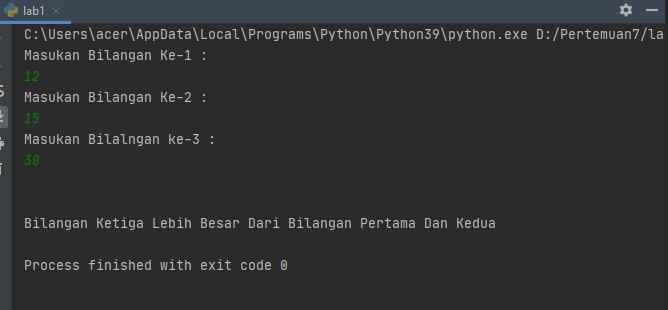 lab1
C:\Users\acer\AppData\Local\Programs\Python\Python39\python.exe D:/Pertemuan7/la
Masukan Bilangan Ke-1 :
12
Masukan Bilangan Ke-2 :
15
Masukan Bilalngan ke-3 :
30
Bilangan Ketiga Lebih Besar Dari Bilangan Pertama Dan Kedua
Process finished with exit code 0